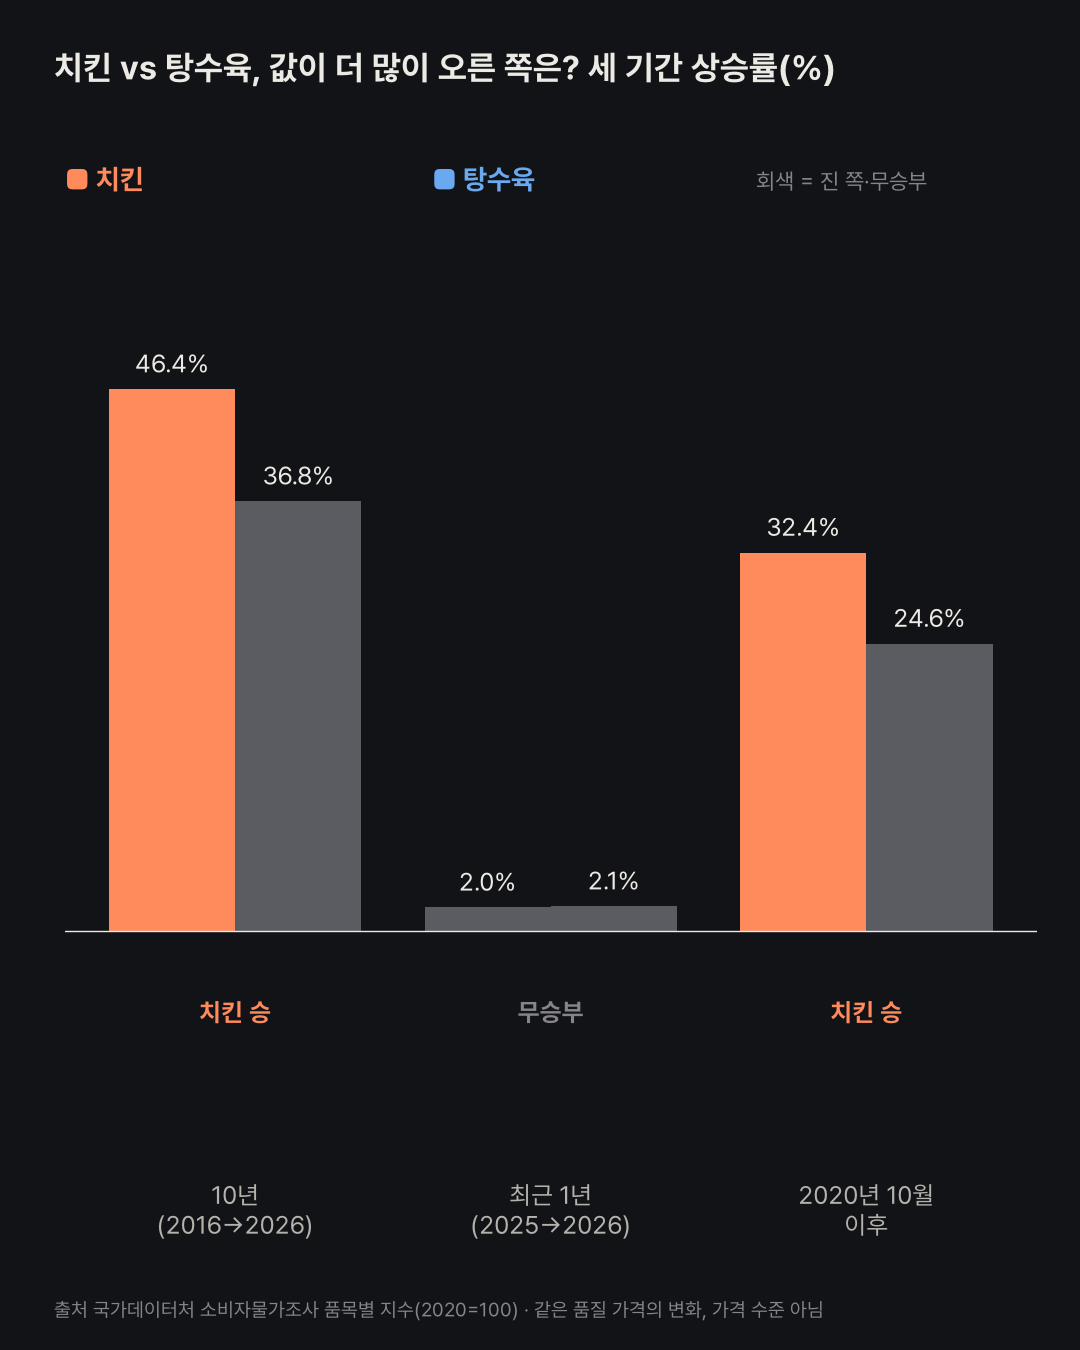 치킨 vs 탕수육, 값이 더 많이 오른 쪽은? 세 기간 상승률(%)
치킨
탕수육
회색 = 진 쪽·무승부
46.4%
36.8%
2.0%
2.1%
32.4%
24.6%
치킨 승
무승부
치킨 승
10년
(2016→2026)
최근 1년
(2025→2026)
2020년 10월
이후
출처 국가데이터처 소비자물가조사 품목별 지수(2020=100) · 같은 품질 가격의 변화, 가격 수준 아님